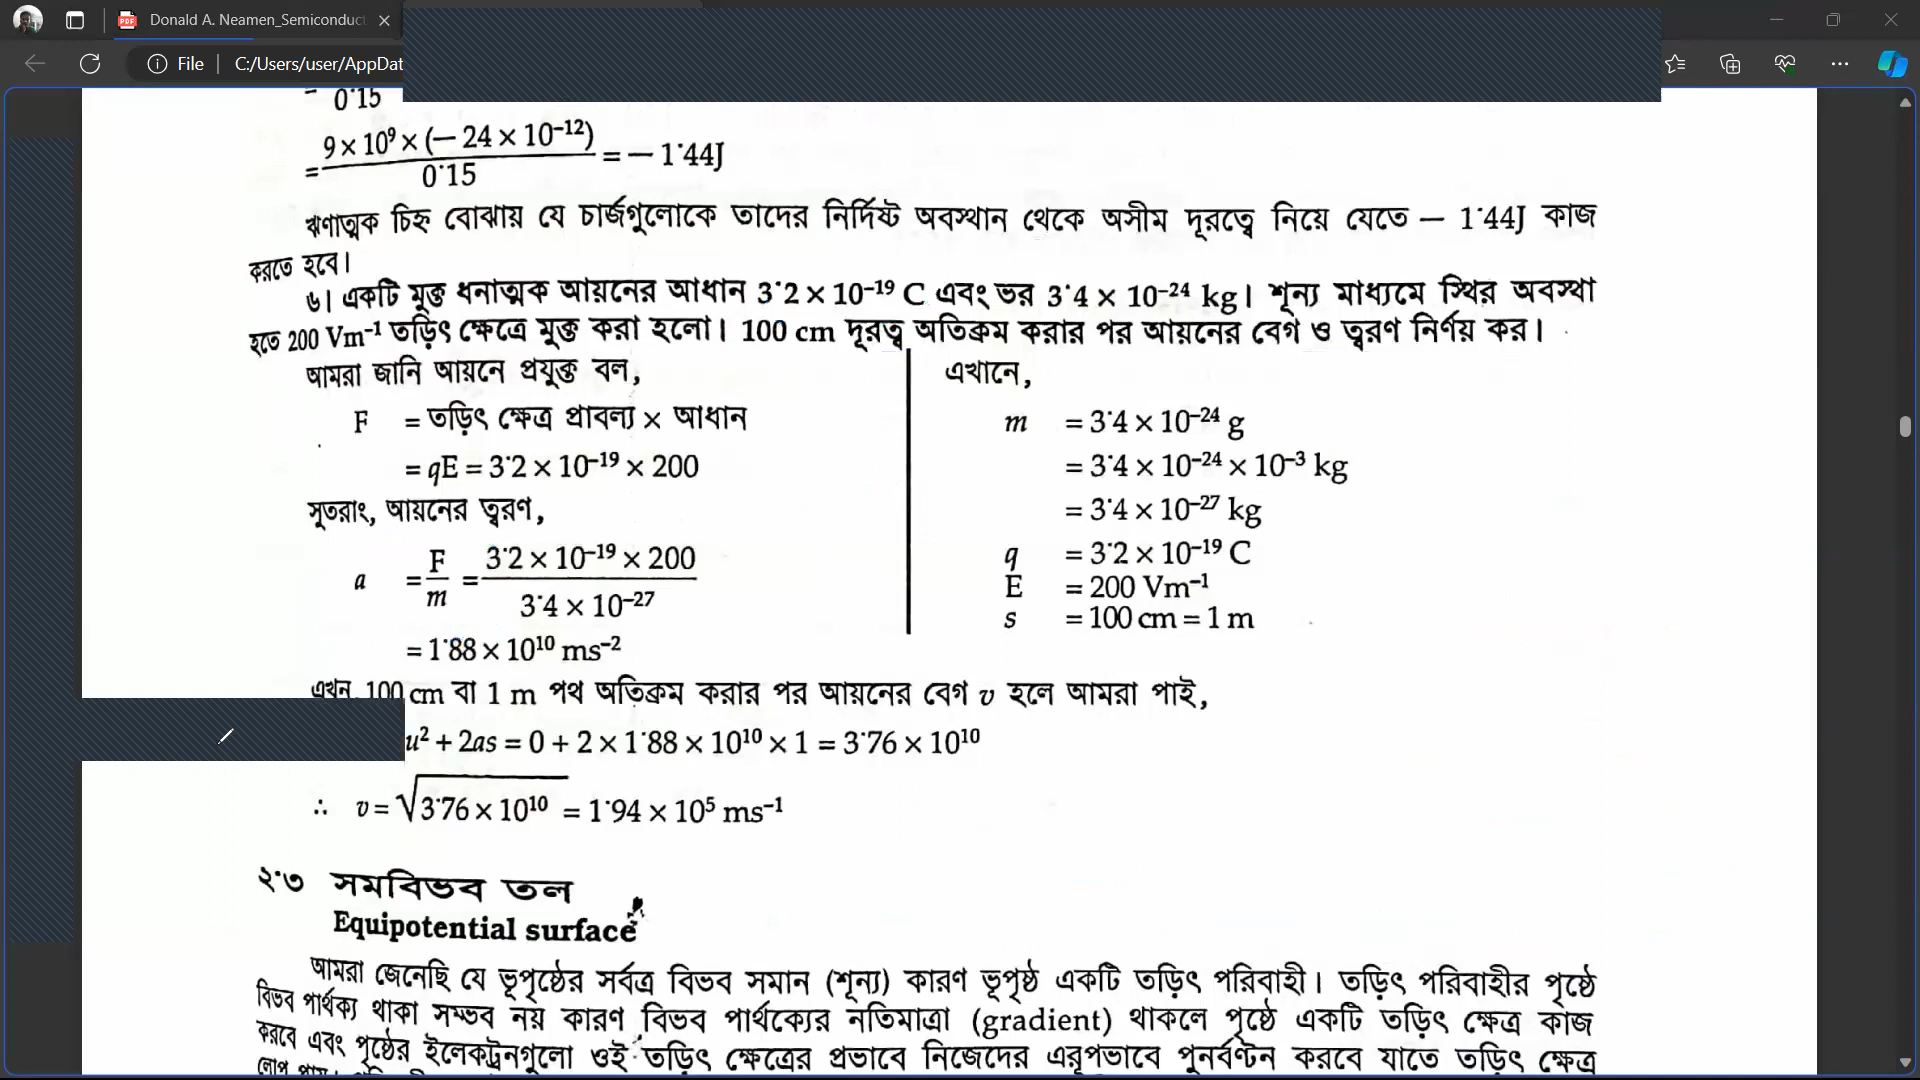 Donald A. Neamen_Semiconduct
File C:/Users/user/AppDat
= 0·15
= 9 × 10⁹ × (− 24 × 10⁻¹²) / 0·15 = − 1·44J
ঋণাত্মক চিহ্ন বোঝায় যে চার্জগুলোকে তাদের নির্দিষ্ট অবস্থান থেকে অসীম দূরত্বে নিয়ে যেতে − 1·44J কাজ
করতে হবে।
৬। একটি মুক্ত ধনাত্মক আয়নের আধান 3·2 × 10⁻¹⁹ C এবং ভর 3·4 × 10⁻²⁴ kg। শূন্য মাধ্যমে স্থির অবস্থা
হতে 200 Vm⁻¹ তড়িৎ ক্ষেত্রে মুক্ত করা হলো। 100 cm দূরত্ব অতিক্রম করার পর আয়নের বেগ ও ত্বরণ নির্ণয় কর।
আমরা জানি আয়নে প্রযুক্ত বল,
F = তড়িৎ ক্ষেত্র প্রাবল্য × আধান
= qE = 3·2 × 10⁻¹⁹ × 200
সুতরাং, আয়নের ত্বরণ,
a = F/m = 3·2 × 10⁻¹⁹ × 200 / 3·4 × 10⁻²⁷
= 1·88 × 10¹⁰ ms⁻²
এখানে,
m = 3·4 × 10⁻²⁴ g
= 3·4 × 10⁻²⁴ × 10⁻³ kg
= 3·4 × 10⁻²⁷ kg
q = 3·2 × 10⁻¹⁹ C
E = 200 Vm⁻¹
s = 100 cm = 1 m
এখন, 100 cm বা 1 m পথ অতিক্রম করার পর আয়নের বেগ v হলে আমরা পাই,
u² + 2as = 0 + 2 × 1·88 × 10¹⁰ × 1 = 3·76 × 10¹⁰
∴ v = √3·76 × 10¹⁰ = 1·94 × 10⁵ ms⁻¹
২·৩ সমবিভব তল
Equipotential surface
আমরা জেনেছি যে ভূপৃষ্ঠের সর্বত্র বিভব সমান (শূন্য) কারণ ভূপৃষ্ঠ একটি তড়িৎ পরিবাহী। তড়িৎ পরিবাহীর পৃষ্ঠে
বিভব পার্থক্য থাকা সম্ভব নয় কারণ বিভব পার্থক্যের নতিমাত্রা (gradient) থাকলে পৃষ্ঠে একটি তড়িৎ ক্ষেত্র কাজ
করবে এবং পৃষ্ঠের ইলেকট্রনগুলো ওই তড়িৎ ক্ষেত্রের প্রভাবে নিজেদের এরূপভাবে পুনর্বণ্টন করবে যাতে তড়িৎ ক্ষেত্র